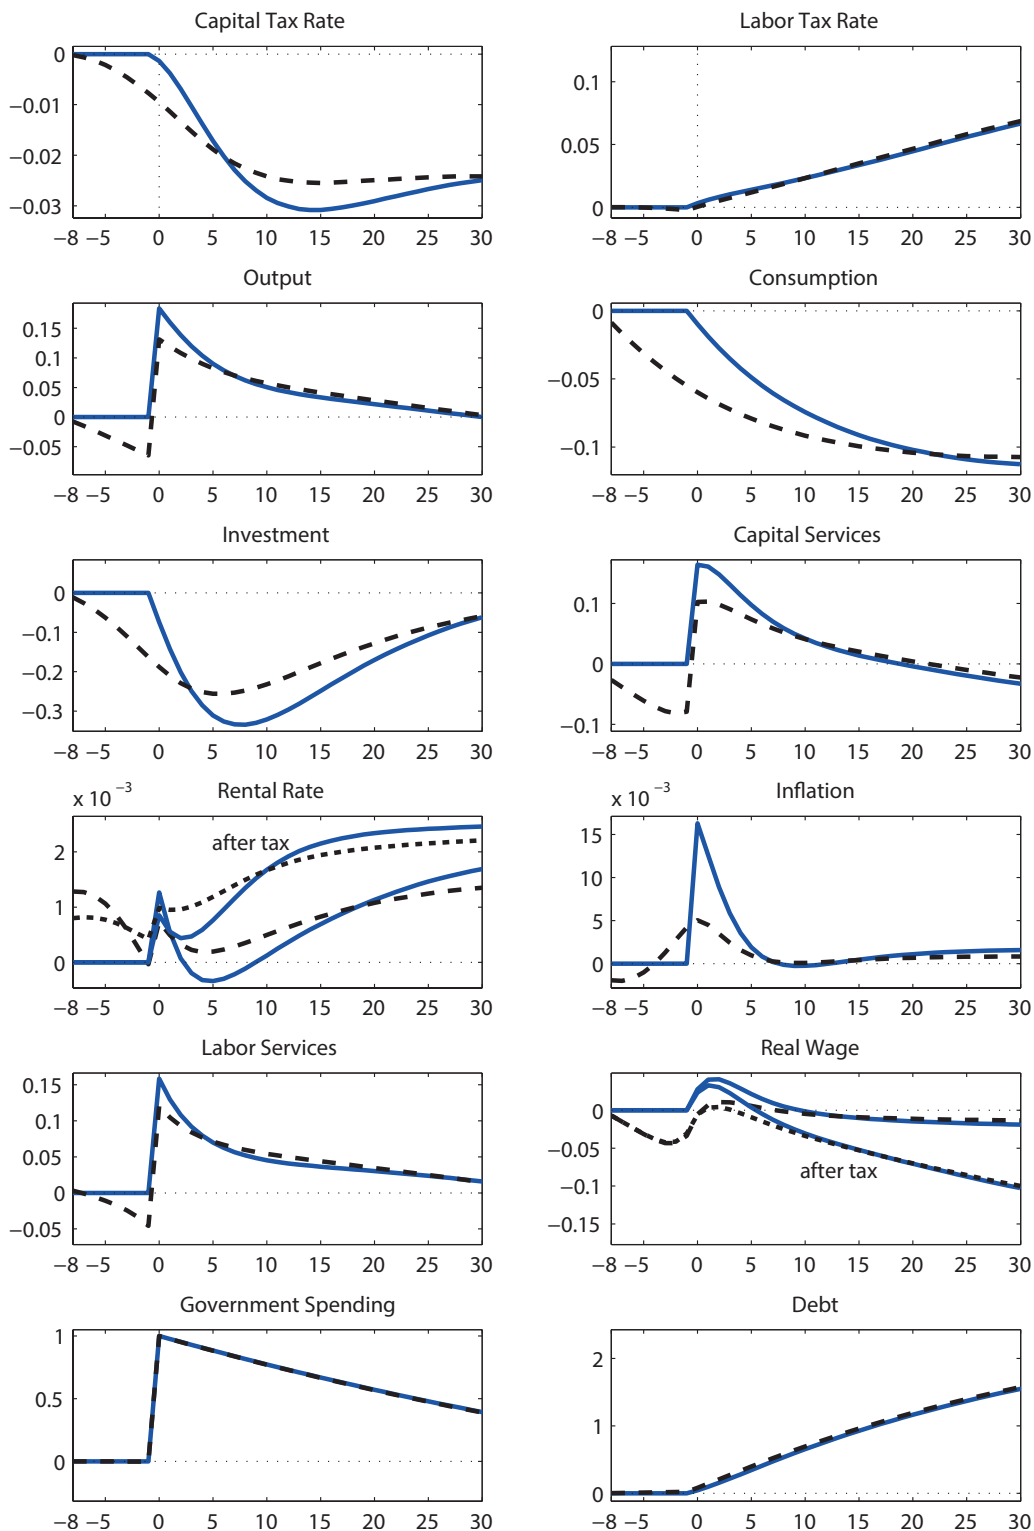 Capital Tax Rate
0
−0.01
−0.02
−0.03
−8 −5 0 5 10 15 20 25 30
Labor Tax Rate
0.1
0.05
0
−8 −5 0 5 10 15 20 25 30
Output
0.15
0.1
0.05
0
−0.05
−8 −5 0 5 10 15 20 25 30
Consumption
0
−0.05
−0.1
−8 −5 0 5 10 15 20 25 30
Investment
0
−0.1
−0.2
−0.3
−8 −5 0 5 10 15 20 25 30
Capital Services
0.1
0
−0.1
−8 −5 0 5 10 15 20 25 30
x 10 −3
Rental Rate
2
1
0
after tax
−8 −5 0 5 10 15 20 25 30
x 10 −3
Inflation
15
10
5
0
−8 −5 0 5 10 15 20 25 30
Labor Services
0.15
0.1
0.05
0
−0.05
−8 −5 0 5 10 15 20 25 30
Real Wage
0
−0.05
−0.1
−0.15
after tax
−8 −5 0 5 10 15 20 25 30
Government Spending
1
0.5
0
−8 −5 0 5 10 15 20 25 30
Debt
2
1
0
−8 −5 0 5 10 15 20 25 30